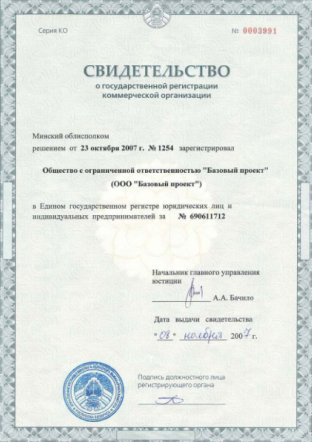 Серия КО
№ 0003991
СВИДЕТЕЛЬСТВО
о государственной регистрации
коммерческой организации
Минский облисполком
решением от 23 октября 2007 г. № 1254 зарегистрировал
Общество с ограниченной ответственностью "Базовый проект"
(ООО "Базовый проект")
в Едином государственном регистре юридических лиц и
индивидуальных предпринимателей за № 690611712
Начальник главного управления
юстиции
А.А. Бачило
Дата выдачи свидетельства
"08" ноября 2007 г.
Подпись должностного лица
регистрирующего органа